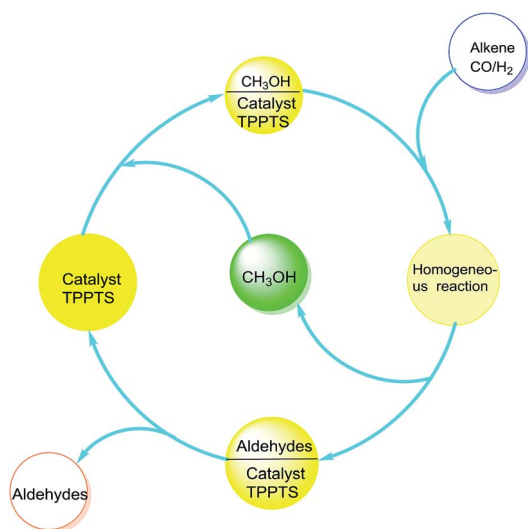 Alkene
CO/H₂
CH₃OH
Catalyst
TPPTS
Catalyst
TPPTS
CH₃OH
Homogeneo-
us reaction
Aldehydes
Catalyst
TPPTS
Aldehydes